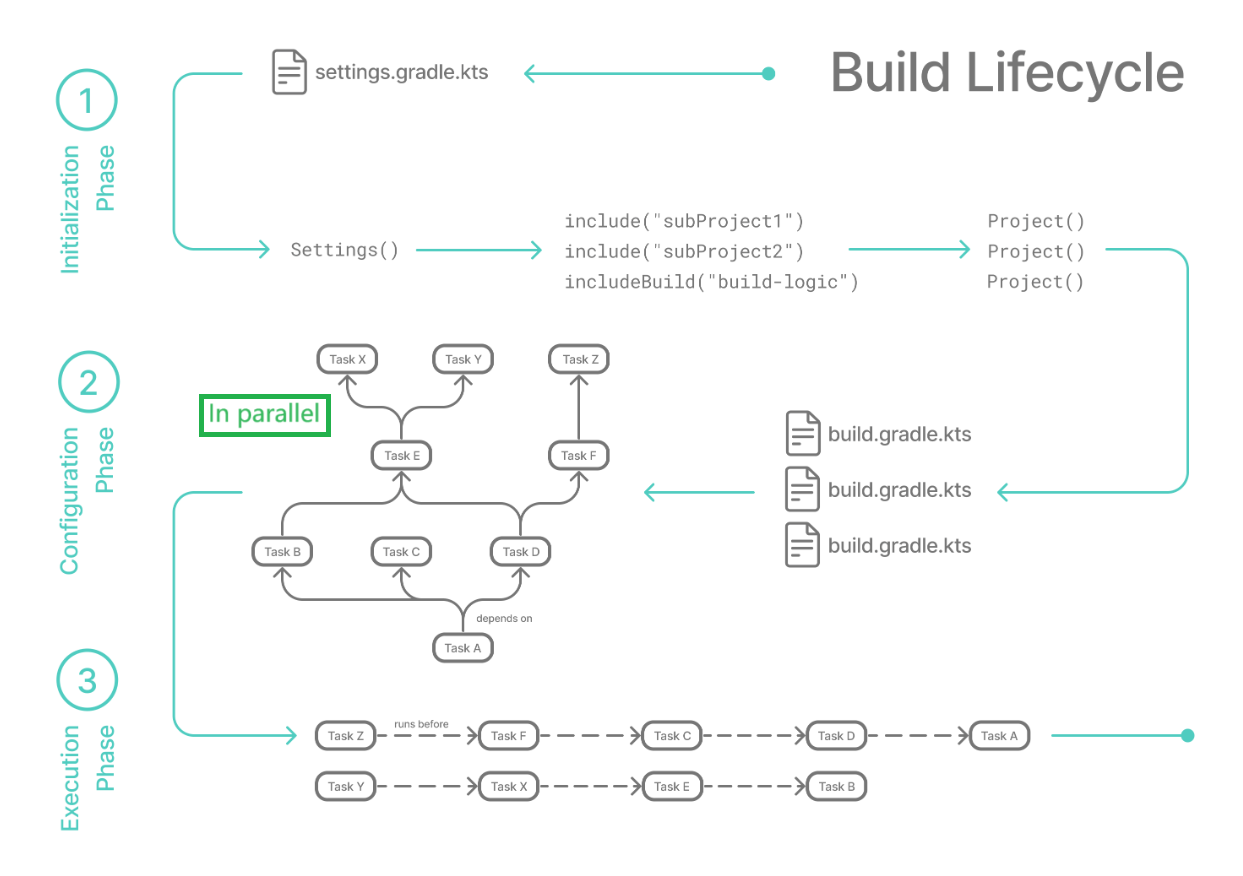 Build Lifecycle
1
Initialization
Phase
settings.gradle.kts
Settings()
include("subProject1")
include("subProject2")
includeBuild("build-logic")
Project()
Project()
Project()
2
Configuration
Phase
In parallel
Task X
Task Y
Task Z
Task E
Task F
Task B
Task C
Task D
depends on
Task A
build.gradle.kts
build.gradle.kts
build.gradle.kts
3
Execution
Phase
Task Z
runs before
Task F
Task C
Task D
Task A
Task Y
Task X
Task E
Task B